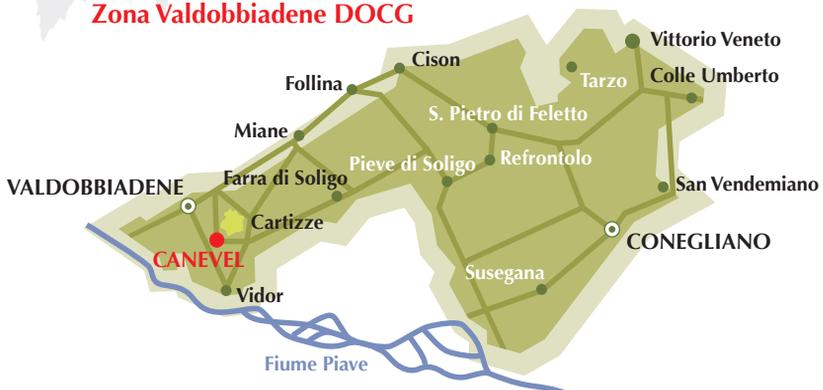 Zona Valdobbiadene DOCG
Vittorio Veneto
Cison
Colle Umberto
Tarzo
Follina
S. Pietro di Feletto
Miane
Refrontolo
Pieve di Soligo
Farra di Soligo
San Vendemiano
VALDOBBIADENE
Cartizze
CONEGLIANO
CANEVEL
Susegana
Vidor
Fiume Piave